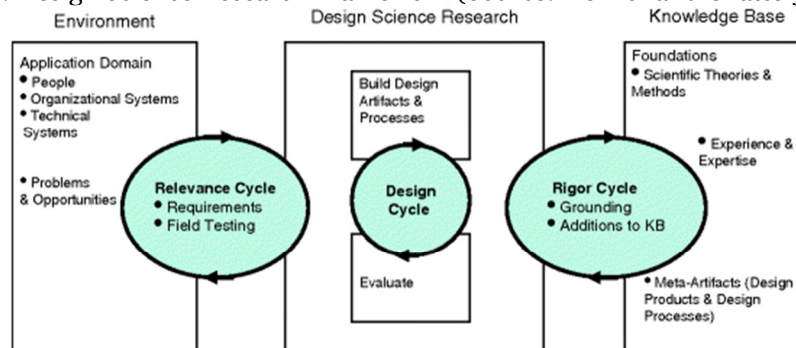 Environment
Design Science Research
Knowledge Base
Application Domain
• People
• Organizational Systems
• Technical
Systems
• Problems
& Opportunities
Relevance Cycle
• Requirements
• Field Testing
Build Design
Artifacts &
Processes
Design
Cycle
Evaluate
Rigor Cycle
• Grounding
• Additions to KB
Foundations
• Scientific Theories &
Methods
• Experience &
Expertise
• Meta-Artifacts (Design
Products & Design
Processes)